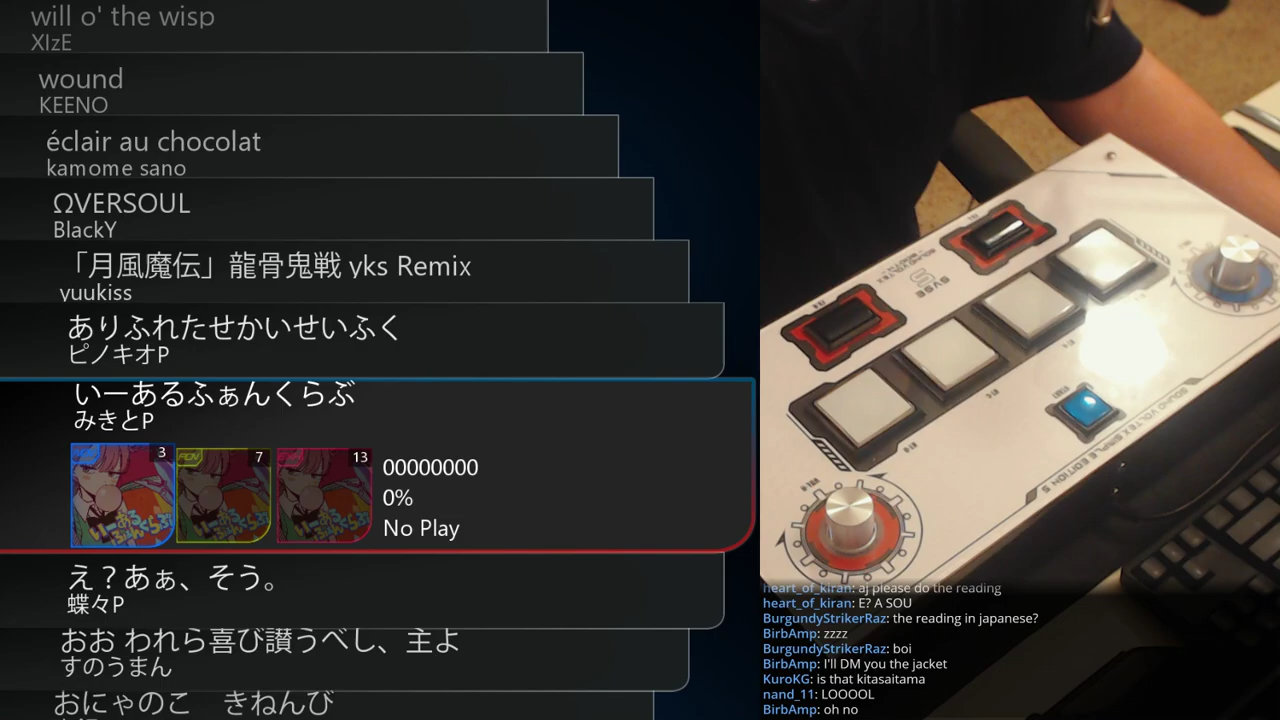 will o' the wisp
XIzE
wound
KEENO
éclair au chocolat
kamome sano
ΩVERSOUL
BlackY
「月風魔伝」龍骨鬼戦 yks Remix
yuukiss
ありふれたせかいせいふく
ピノキオP
いーあるふぁんくらぶ
みきとP
3
7
13
00000000
0%
No Play
え？あぁ、そう。
蝶々P
おお われら喜び讃うべし、主よ
すのうまん
おにゃのこ　きねんび
SVSE
START
SOUND VOLTEX SIMPLE EDITION S
heart_of_kiran: aj please do the reading
heart_of_kiran: E? A SOU
BurgundyStrikerRaz: the reading in japanese?
BirbAmp: zzzz
BurgundyStrikerRaz: boi
BirbAmp: I'll DM you the jacket
KuroKG: is that kitasaitama
nand_11: LOOOOL
BirbAmp: oh no